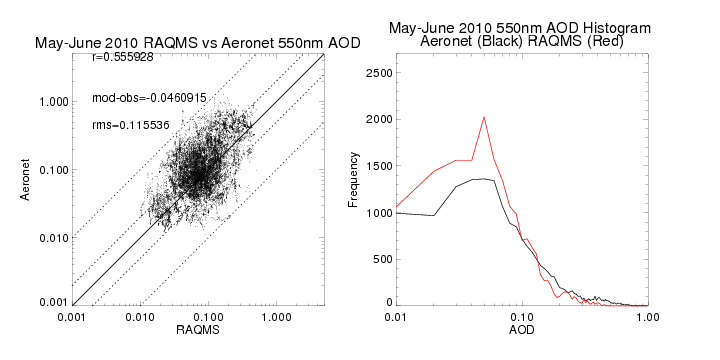 May-June 2010 RAQMS vs Aeronet 550nm AOD
r=0.555928
mod-obs=-0.0460915
rms=0.115536
1.000
0.100
0.010
0.001
Aeronet
0.001 0.010 0.100 1.000
RAQMS
May-June 2010 550nm AOD Histogram
Aeronet (Black) RAQMS (Red)
2500
2000
1500
1000
500
0
Frequency
0.01 0.10 1.00
AOD